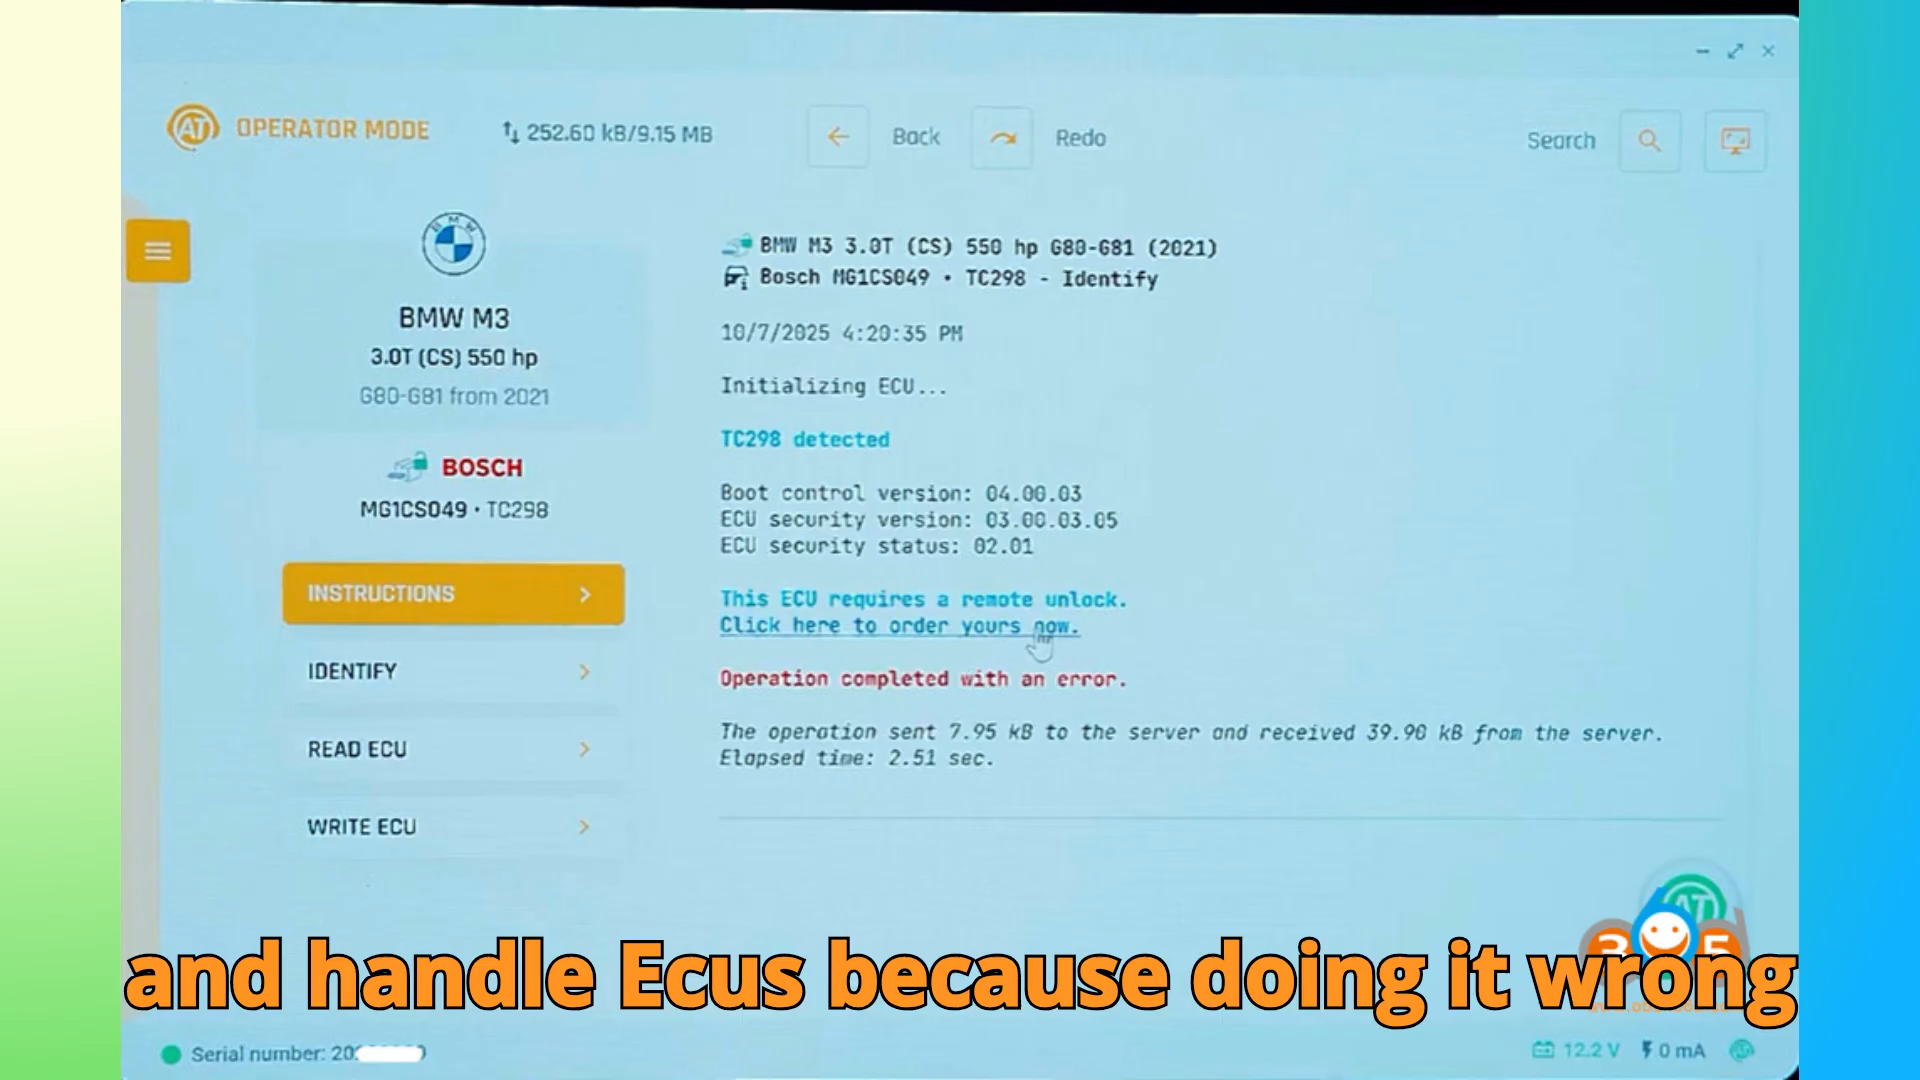 OPERATOR MODE
252.60 kB/9.15 MB
Back
Redo
Search
BMW
BMW M3
3.0T (CS) 550 hp
G80-G81 from 2021
BOSCH
MG1CS049 · TC298
INSTRUCTIONS
IDENTIFY
READ ECU
WRITE ECU
BMW M3 3.0T (CS) 550 hp G80-G81 (2021)
Bosch MG1CS049 · TC298 - Identify
10/7/2025 4:20:35 PM
Initializing ECU...
TC298 detected
Boot control version: 04.00.03
ECU security version: 03.00.03.05
ECU security status: 02.01
This ECU requires a remote unlock.
Click here to order yours now.
Operation completed with an error.
The operation sent 7.95 kB to the server and received 39.90 kB from the server.
Elapsed time: 2.51 sec.
and handle Ecus because doing it wrong
Serial number: 20
12.2 V
0 mA